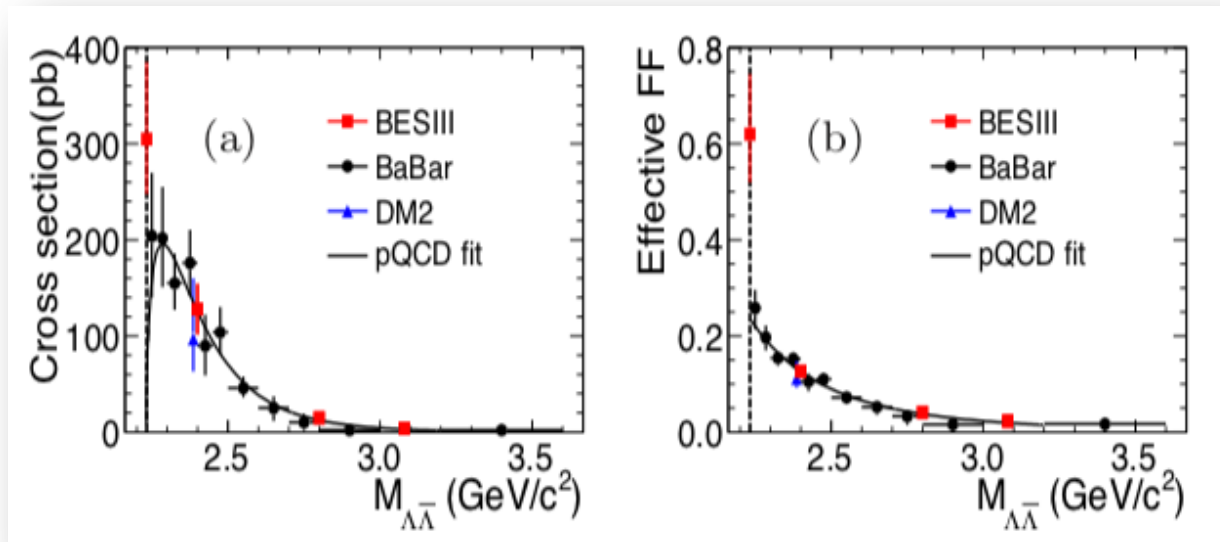 Cross section(pb)
400
300
200
100
0
(a)
BESIII
BaBar
DM2
pQCD fit
2.5
3.0
3.5
M_ΛΛ̅ (GeV/c²)
Effective FF
0.8
0.6
0.4
0.2
0.0
(b)
BESIII
BaBar
DM2
pQCD fit
2.5
3.0
3.5
M_ΛΛ̅ (GeV/c²)